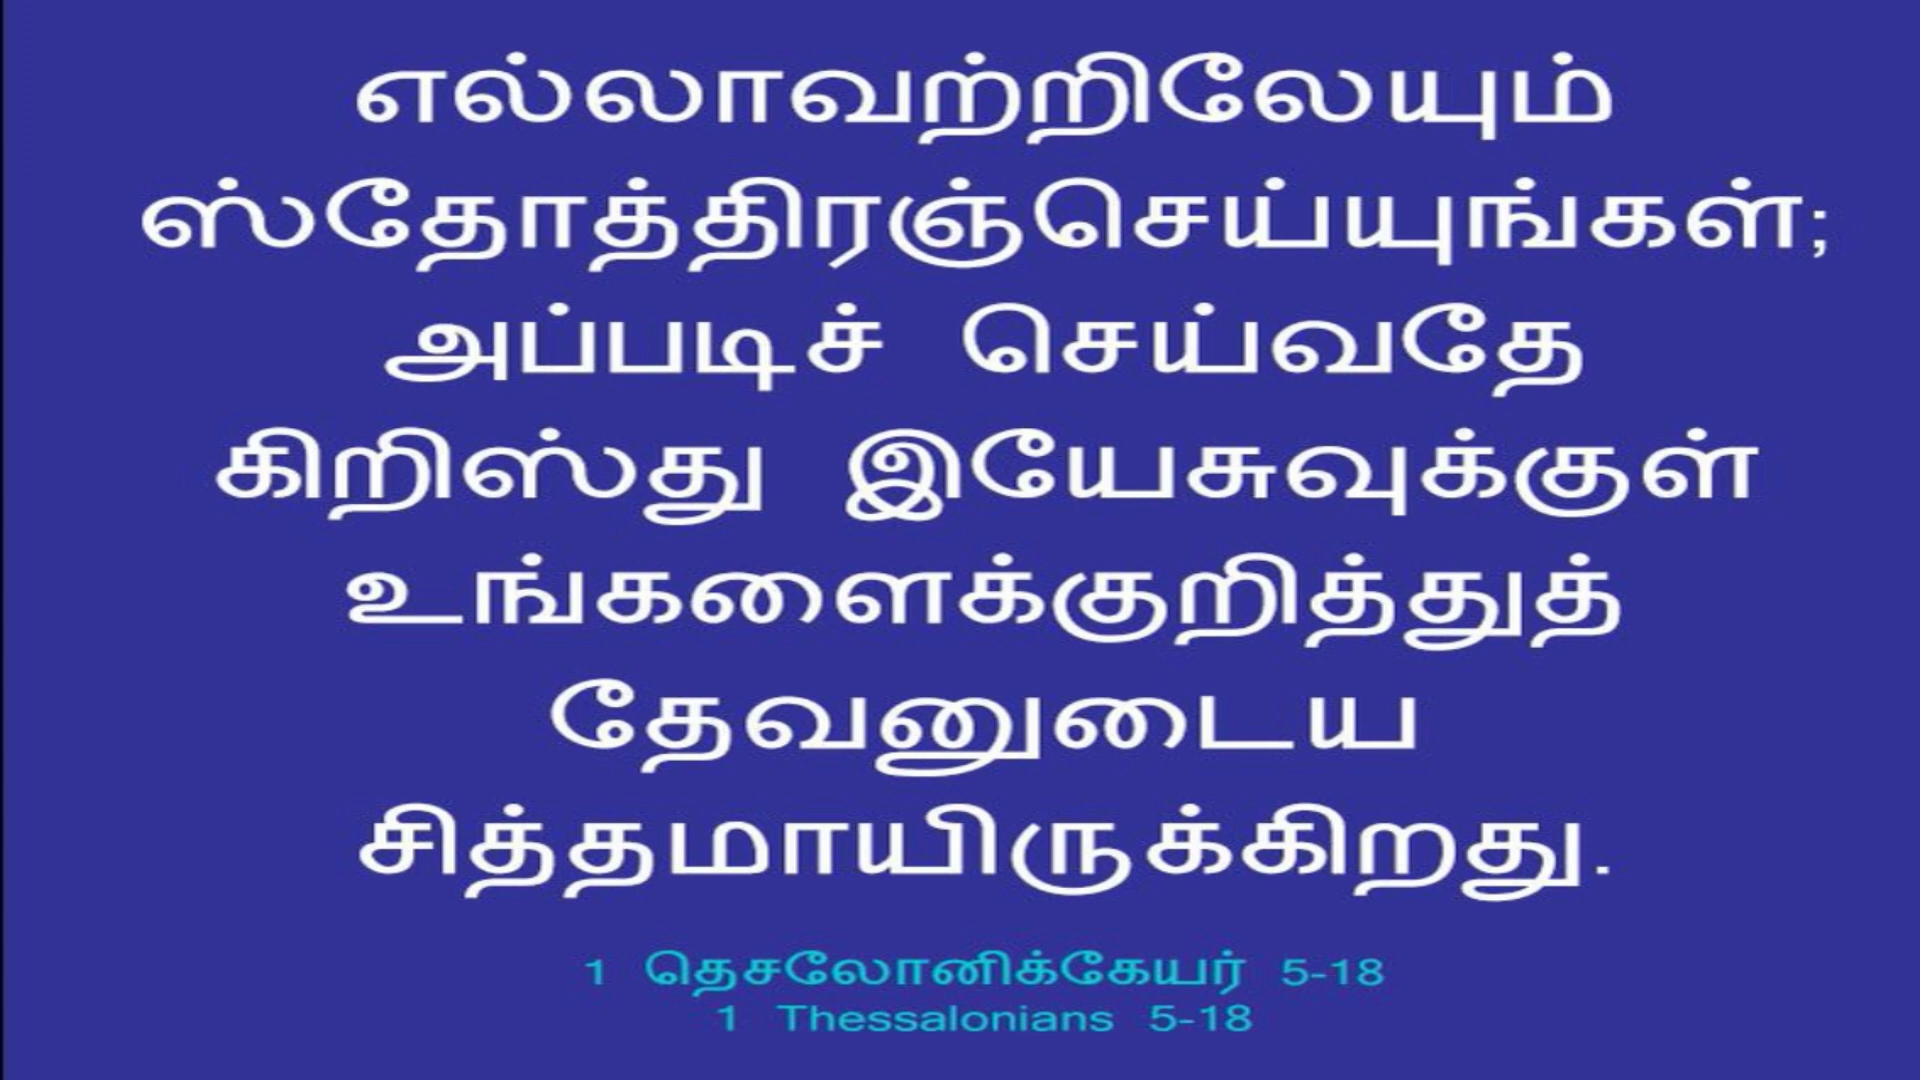 எல்லாவற்றிலேயும்
ஸ்தோத்திரஞ்செய்யுங்கள்;
அப்படிச் செய்வதே
கிறிஸ்து இயேசுவுக்குள்
உங்களைக்குறித்துத்
தேவனுடைய
சித்தமாயிருக்கிறது.
1 தெசலோனிக்கேயர் 5-18
1 Thessalonians 5-18